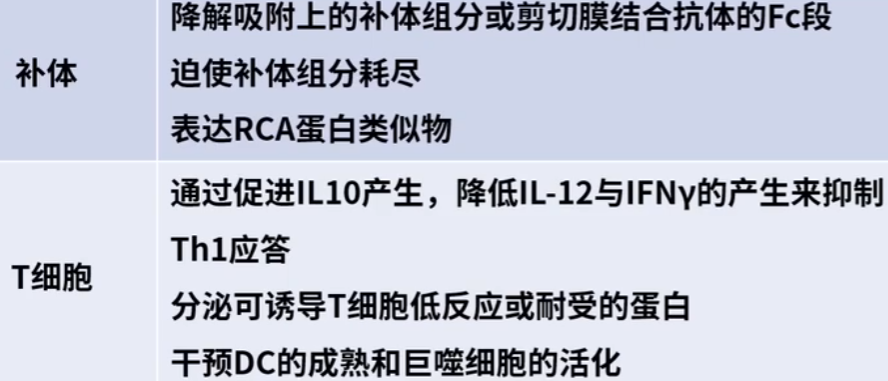 补体
降解吸附上的补体组分或剪切膜结合抗体的Fc段
迫使补体组分耗尽
表达RCA蛋白类似物
T细胞
通过促进IL10产生，降低IL-12与IFNγ的产生来抑制
Th1应答
分泌可诱导T细胞低反应或耐受的蛋白
干预DC的成熟和巨噬细胞的活化